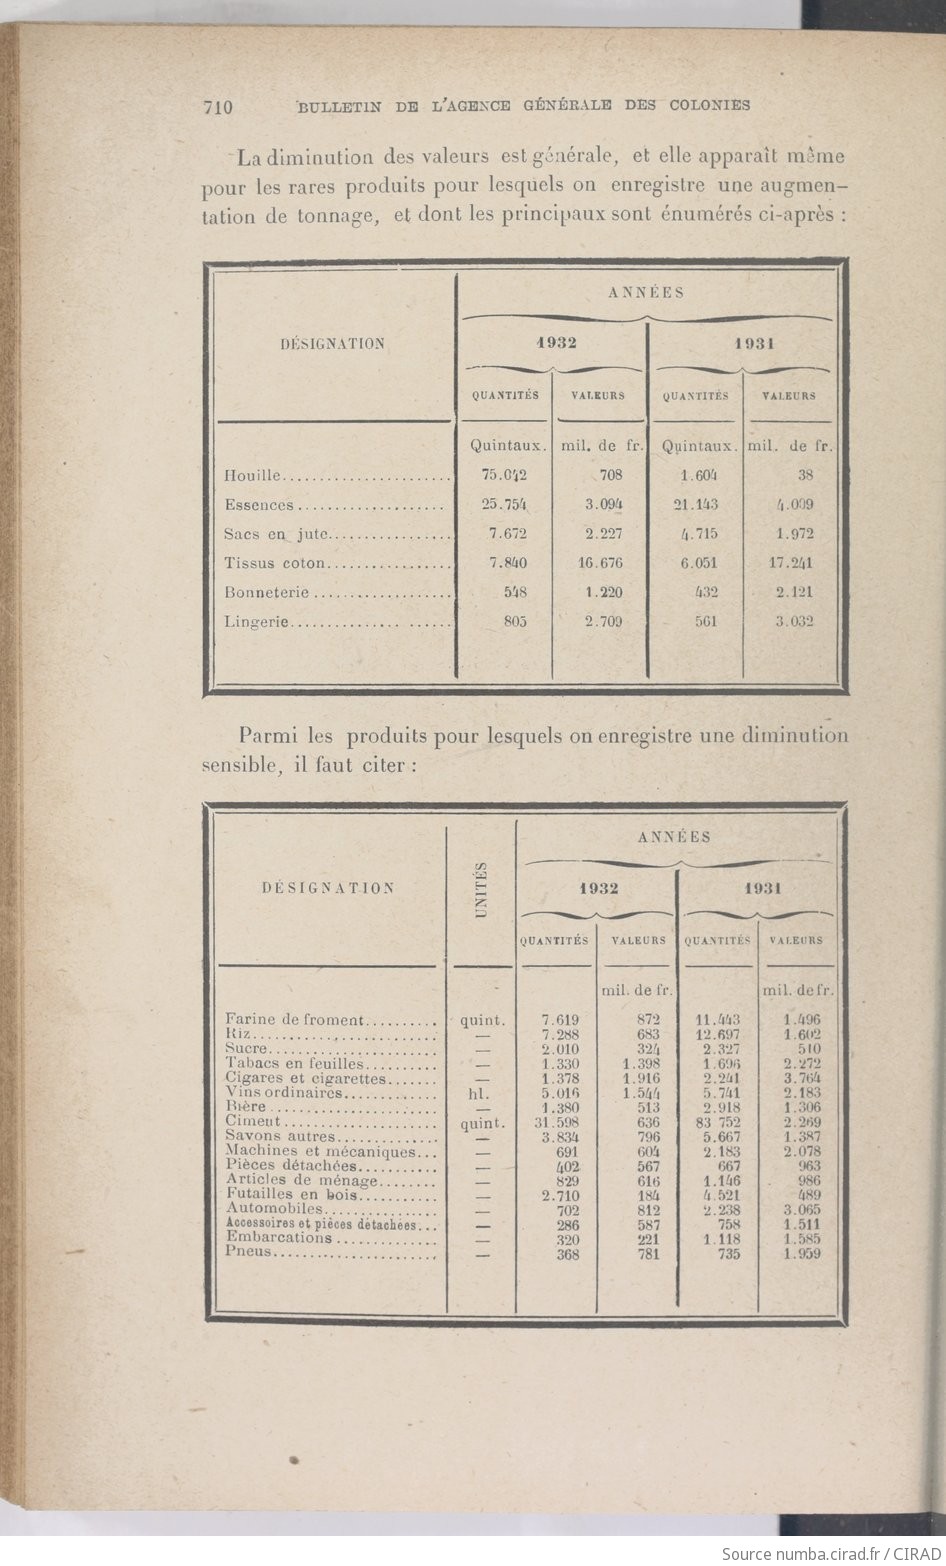 710 BULLETIN DE L'AGENCE GÉNÉRALE DES COLONIES
La diminution des valeurs est générale, et elle apparaît même
pour les rares produits pour lesquels on enregistre une augmen-
tation de tonnage, et dont les principaux sont énumérés ci-après :
ANNÉES
DÉSIGNATION 1932 1931
QUANTITÉS VALEURS QUANTITÉS VALEURS
Quintaux. mil. de fr. Quintaux. mil. de fr.
Houille 75.042 708 1.604 38
Essences 25.754 3.094 21.143 4.009
Sacs en jute 7.672 2.227 4.715 1.972
Tissus coton 7.840 16.676 6.051 17.241
Bonneterie 548 1.220 432 2.121
Lingerie 805 2.709 561 3.032
Parmi les produits pour lesquels on enregistre une diminution
sensible, il faut citer :
ANNÉES
DÉSIGNATION UNITÉS 1932 1931
QUANTITÉS VALEURS QUANTITÉS VALEURS
mil. de fr. mil. de fr.
Farine de froment quint. 7.619 872 11.443 1.496
Riz — 7.288 683 12.697 1.602
Sucre — 2.010 324 2.327 510
Tabacs en feuilles — 1.330 1.398 1.696 2.272
Cigares et cigarettes — 1.378 1.916 2.241 3.764
Vins ordinaires hl. 5.016 1.544 5.741 2.183
Bière — 1.380 513 2.918 1.306
Ciment quint. 31.598 636 83 752 2.269
Savons autres — 3.834 796 5.667 1.387
Machines et mécaniques — 691 604 2.183 2.078
Pièces détachées — 402 567 667 963
Articles de ménage — 829 616 1.146 986
Futailles en bois — 2.710 184 4.521 489
Automobiles — 702 812 2.238 3.065
Accessoires et pièces détachées — 286 587 758 1.511
Embarcations — 320 221 1.118 1.585
Pneus — 368 781 735 1.959
Source numba.cirad.fr / CIRAD